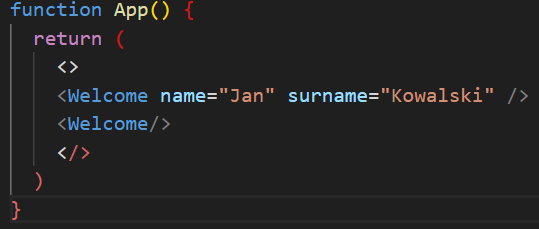 function App() {
return (
<>
<Welcome name="Jan" surname="Kowalski" />
<Welcome/>
</>
)
}